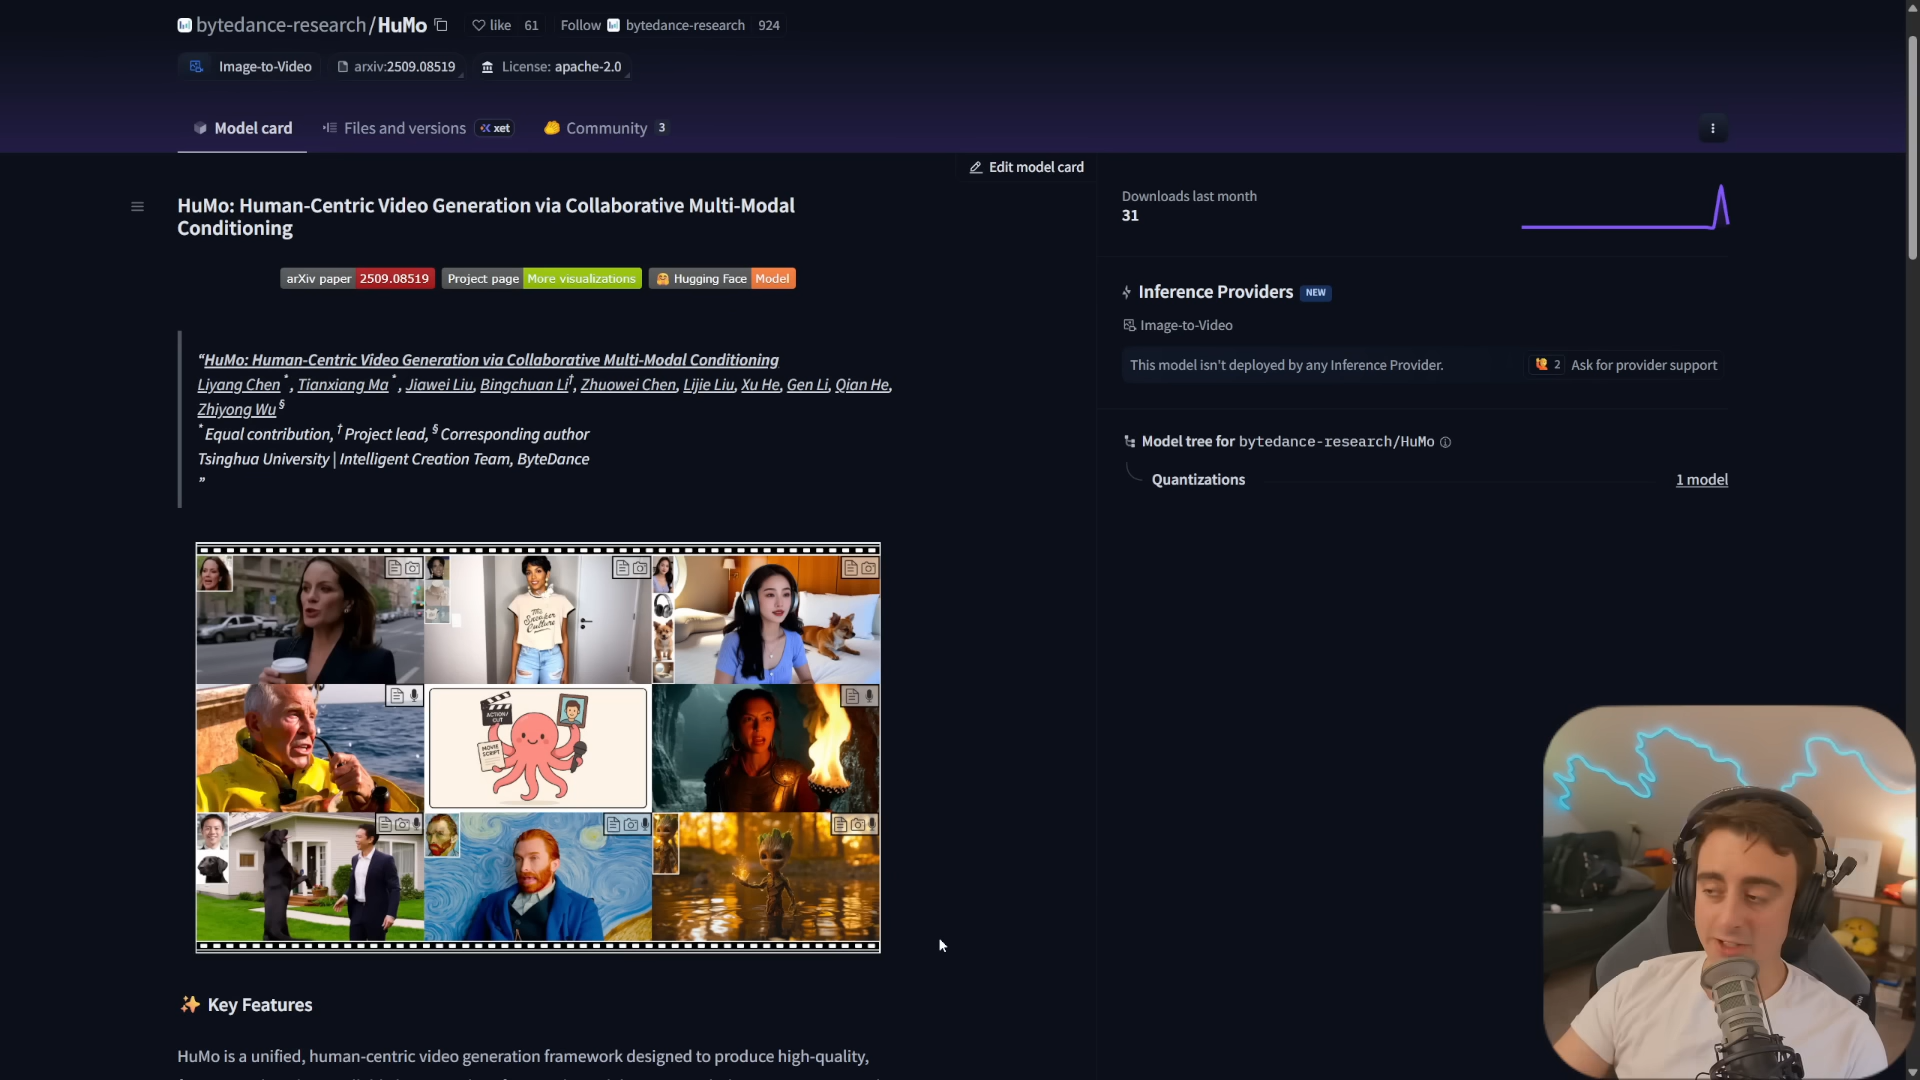 bytedance-research/HuMo like 61 Follow bytedance-research 924
Image-to-Video arxiv:2509.08519 License: apache-2.0
Model card Files and versions xet Community 3
Edit model card
HuMo: Human-Centric Video Generation via Collaborative Multi-Modal
Conditioning
arXiv paper 2509.08519 Project page More visualizations Hugging Face Model
“HuMo: Human-Centric Video Generation via Collaborative Multi-Modal Conditioning
Liyang Chen*, Tianxiang Ma*, Jiawei Liu, Bingchuan Li†, Zhuowei Chen, Lijie Liu, Xu He, Gen Li, Qian He,
Zhiyong Wu§
* Equal contribution, † Project lead, § Corresponding author
Tsinghua University | Intelligent Creation Team, ByteDance
”
The
Sneaker
Culture
ACTION/
CUT
MOVIE
SCRIPT
Key Features
HuMo is a unified, human-centric video generation framework designed to produce high-quality,
Downloads last month
31
Inference Providers NEW
Image-to-Video
This model isn't deployed by any Inference Provider. 2 Ask for provider support
Model tree for bytedance-research/HuMo
Quantizations 1 model